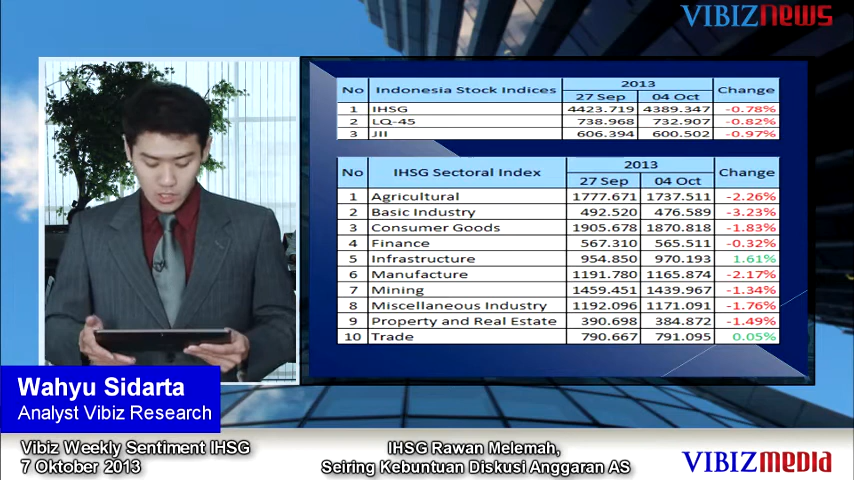 VIBIZNEWS
No Indonesia Stock Indices 2013 Change
27 Sep 04 Oct
1 IHSG 4423.719 4389.347 -0.78%
2 LQ-45 738.968 732.907 -0.82%
3 JII 606.394 600.502 -0.97%
No IHSG Sectoral Index 2013 Change
27 Sep 04 Oct
1 Agricultural 1777.671 1737.511 -2.26%
2 Basic Industry 492.520 476.589 -3.23%
3 Consumer Goods 1905.678 1870.818 -1.83%
4 Finance 567.310 565.511 -0.32%
5 Infrastructure 954.850 970.193 1.61%
6 Manufacture 1191.780 1165.874 -2.17%
7 Mining 1459.451 1439.967 -1.34%
8 Miscellaneous Industry 1192.096 1171.091 -1.76%
9 Property and Real Estate 390.698 384.872 -1.49%
10 Trade 790.667 791.095 0.05%
Wahyu Sidarta
Analyst Vibiz Research
Vibiz Weekly Sentiment IHSG
7 Oktober 2013
IHSG Rawan Melemah,
Seiring Kebuntuan Diskusi Anggaran AS
VIBIZMEDIA